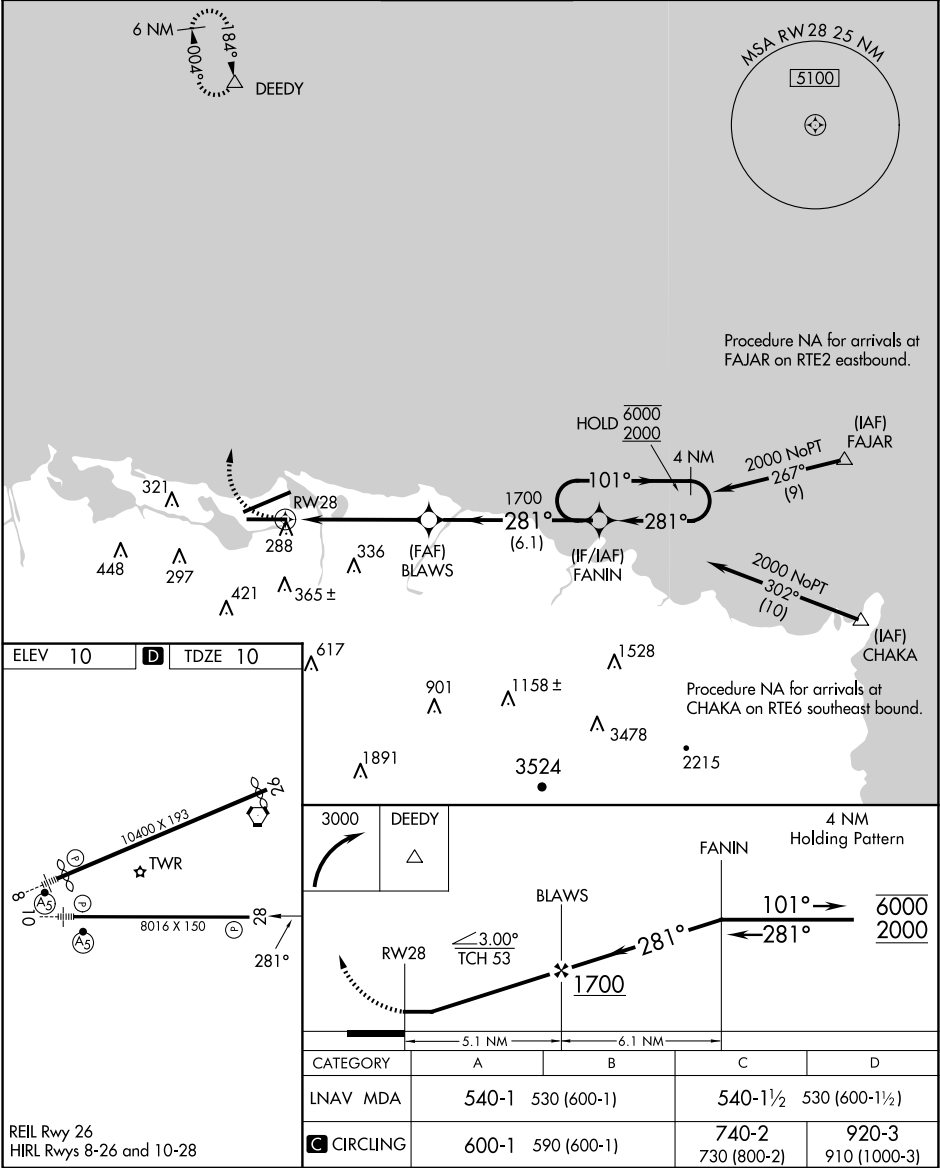 6 NM
184°
004°
DEEDY
MSA RW28 25 NM
5100
Procedure NA for arrivals at
FAJAR on RTE2 eastbound.
HOLD 6000
2000
4 NM
(IAF)
FAJAR
2000 NoPT
267°
(9)
101°
281°
1700
281°
(6.1)
RW28
321
288
448
297
336
421
365 ±
(FAF)
BLAWS
(IF/IAF)
FANIN
2000 NoPT
302°
(10)
(IAF)
CHAKA
Procedure NA for arrivals at
CHAKA on RTE6 southeast bound.
617
901
1158 ±
1528
3478
2215
1891
3524
ELEV 10 D TDZE 10
10400 X 193
26
TWR
P
8
A5
10
P
A5
8016 X 150
P
28
281°
REIL Rwy 26
HIRL Rwys 8-26 and 10-28
3000
DEEDY
4 NM
Holding Pattern
FANIN
BLAWS
RW28
3.00°
TCH 53
281°
1700
101°
281°
6000
2000
5.1 NM
6.1 NM
CATEGORY A B C D
LNAV MDA 540-1 530 (600-1) 540-1½ 530 (600-1½)
C CIRCLING 600-1 590 (600-1) 740-2 730 (800-2) 920-3 910 (1000-3)